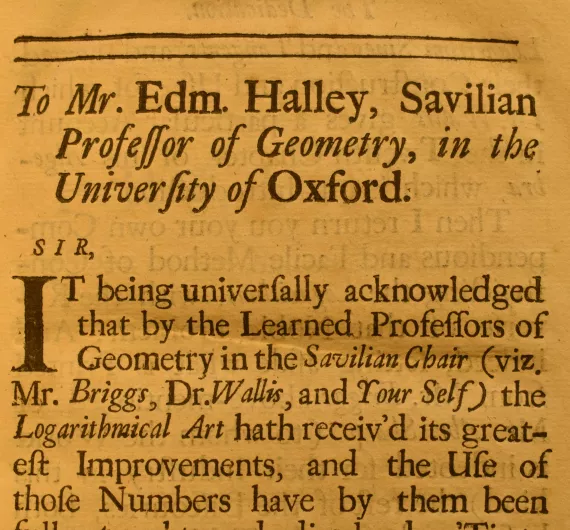 To Mr. Edm. Halley, Savilian
Profeſſor of Geometry, in the
Univerſity of Oxford.
SIR,
IT being univerſally acknowledged
that by the Learned Profeſſors of
Geometry in the Savilian Chair (viz.
Mr. Briggs, Dr. Wallis, and Your Self) the
Logarithmical Art hath receiv'd its great-
eſt Improvements, and the Uſe of
thoſe Numbers have by them been